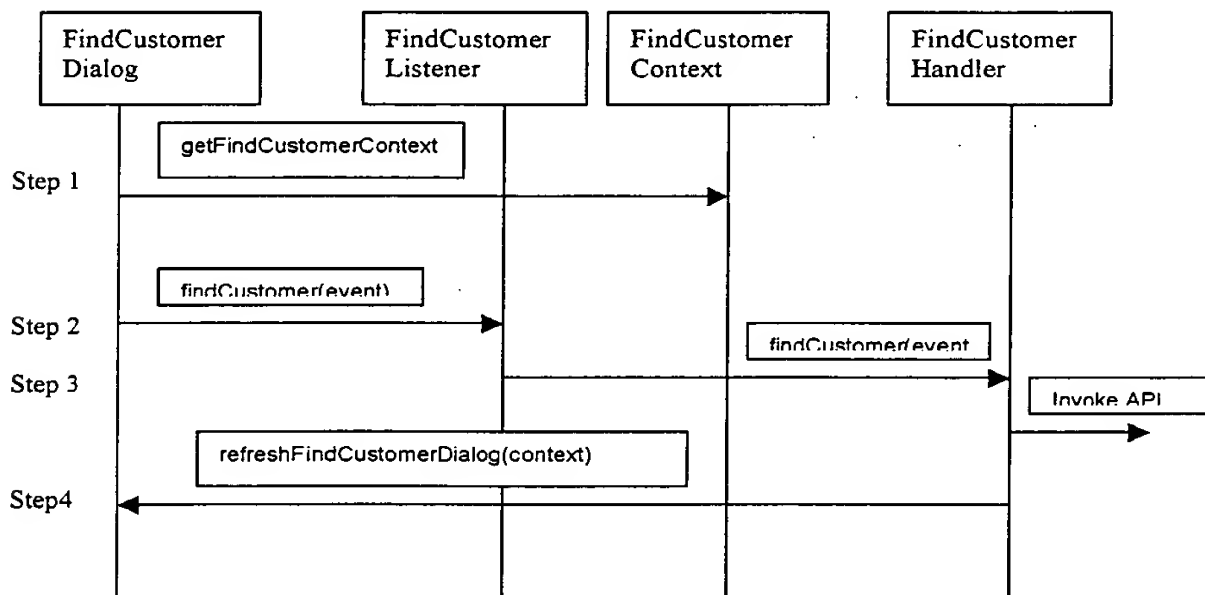 FindCustomer
Dialog
FindCustomer
Listener
FindCustomer
Context
FindCustomer
Handler
getFindCustomerContext
Step 1
findCustomer(event)
Step 2
findCustomer(event
Step 3
Invoke API
refreshFindCustomerDialog(context)
Step4